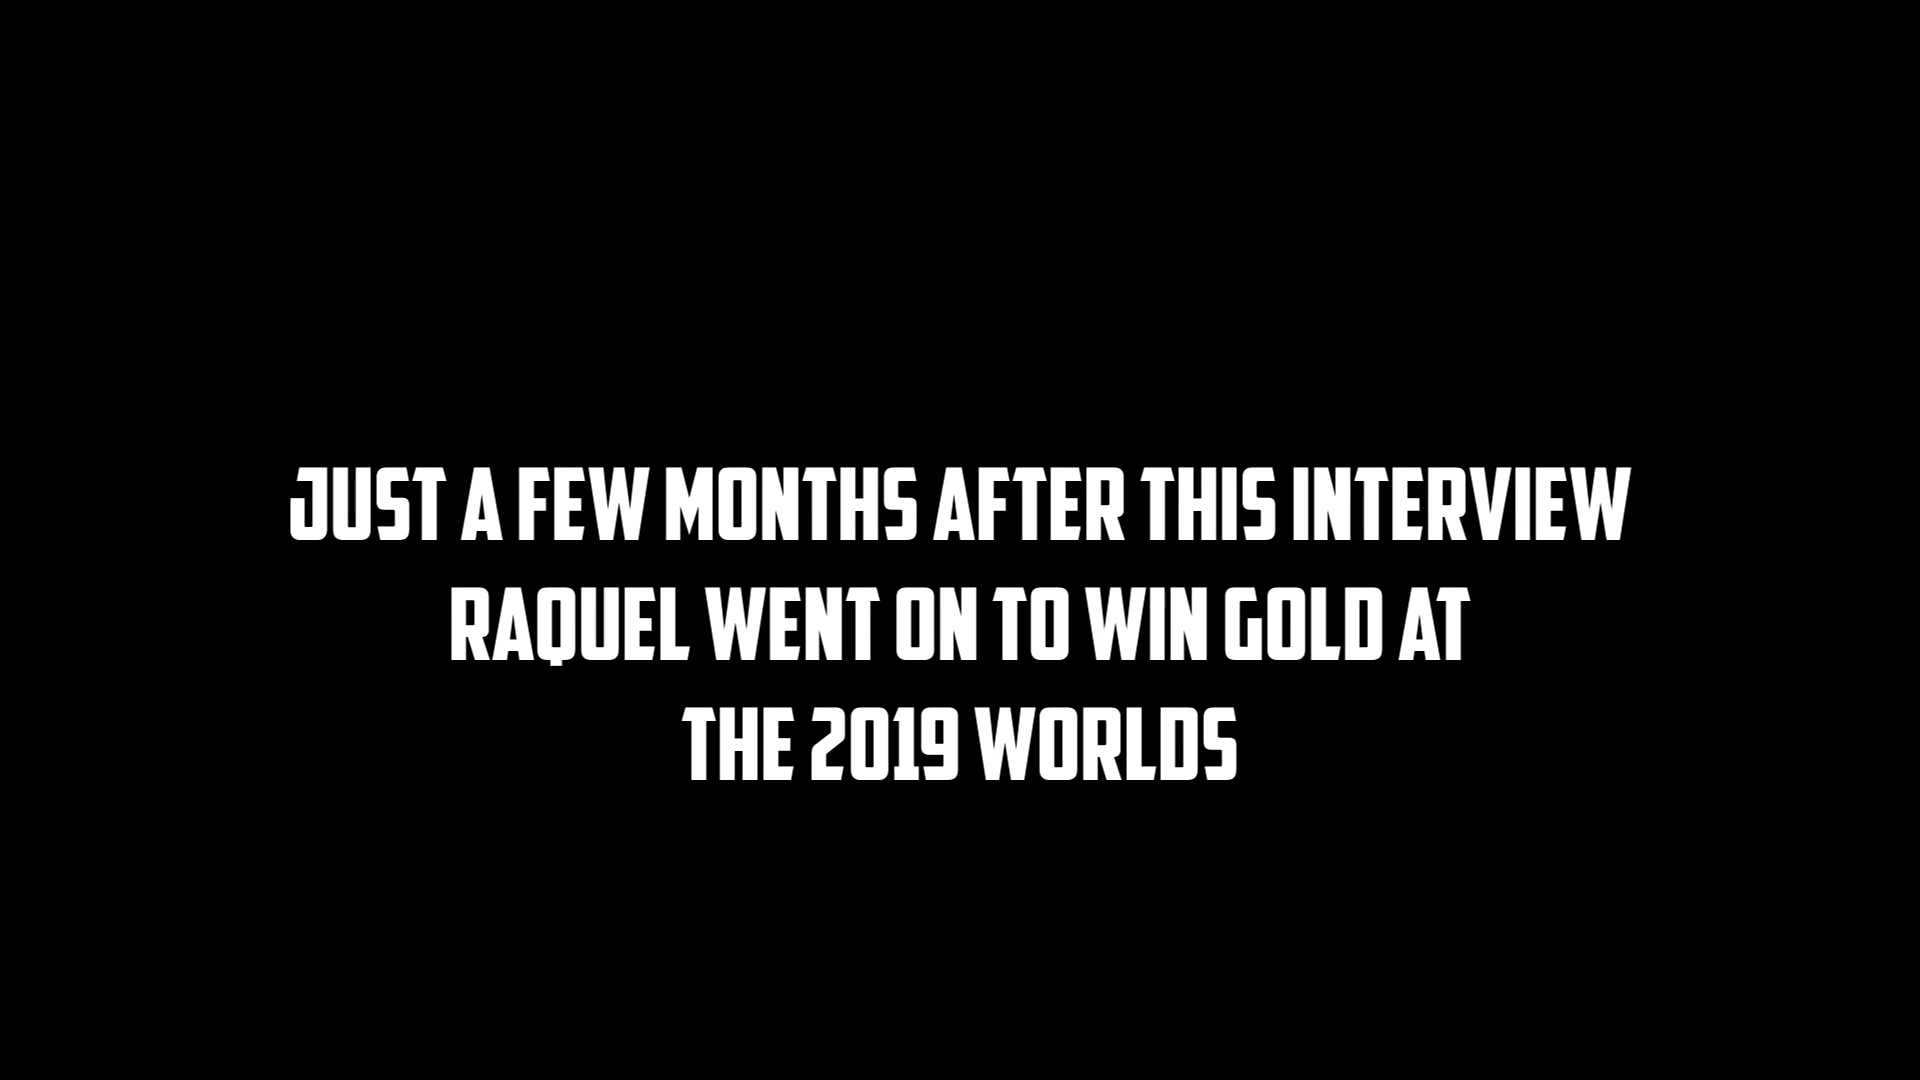 JUST A FEW MONTHS AFTER THIS INTERVIEW
RAQUEL WENT ON TO WIN GOLD AT
THE 2019 WORLDS